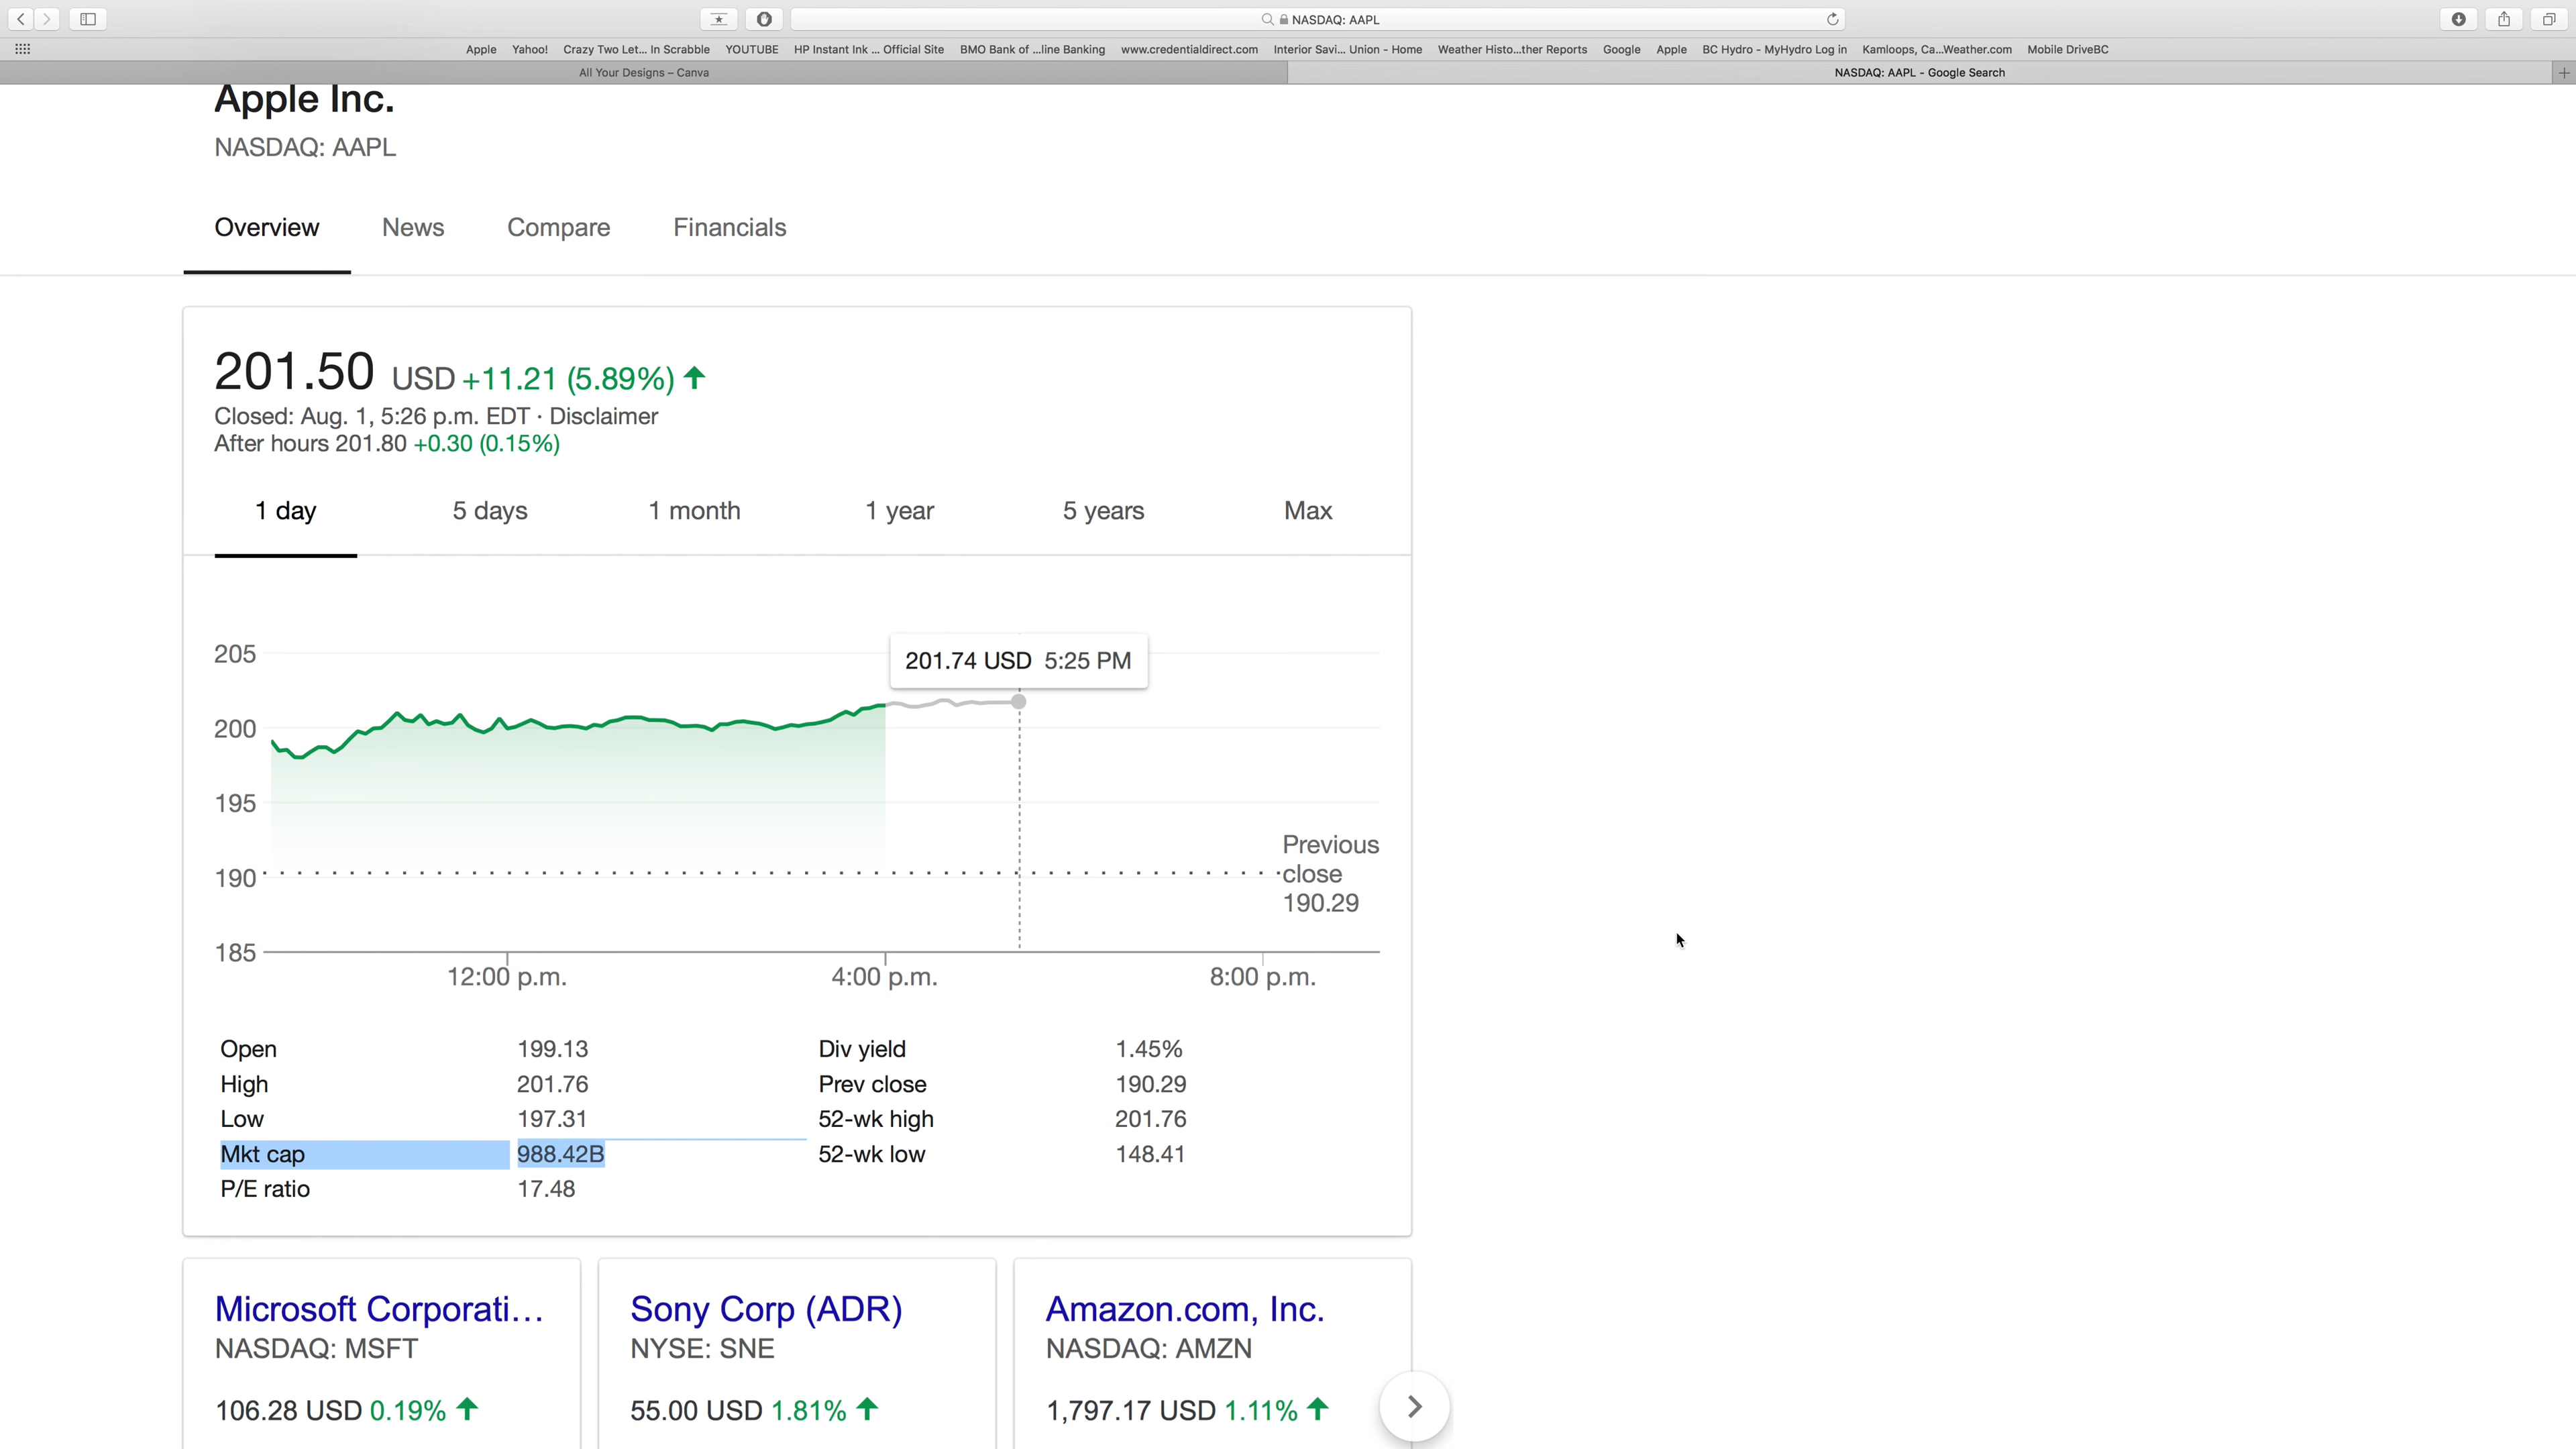 NASDAQ: AAPL
Apple Yahoo! Crazy Two Let... In Scrabble YOUTUBE HP Instant Ink ... Official Site BMO Bank of ...line Banking www.credentialdirect.com Interior Savi... Union - Home Weather Histo...ther Reports Google Apple BC Hydro - MyHydro Log in Kamloops, Ca...Weather.com Mobile DriveBC
All Your Designs – Canva NASDAQ: AAPL - Google Search
Apple Inc.
NASDAQ: AAPL
Overview News Compare Financials
201.50 USD +11.21 (5.89%)
Closed: Aug. 1, 5:26 p.m. EDT · Disclaimer
After hours 201.80 +0.30 (0.15%)
1 day 5 days 1 month 1 year 5 years Max
205
201.74 USD 5:25 PM
200
195
Previous
190 close
190.29
185
12:00 p.m. 4:00 p.m. 8:00 p.m.
Open 199.13 Div yield 1.45%
High 201.76 Prev close 190.29
Low 197.31 52-wk high 201.76
Mkt cap 988.42B 52-wk low 148.41
P/E ratio 17.48
Microsoft Corporati... Sony Corp (ADR) Amazon.com, Inc.
NASDAQ: MSFT NYSE: SNE NASDAQ: AMZN
106.28 USD 0.19% 55.00 USD 1.81% 1,797.17 USD 1.11%